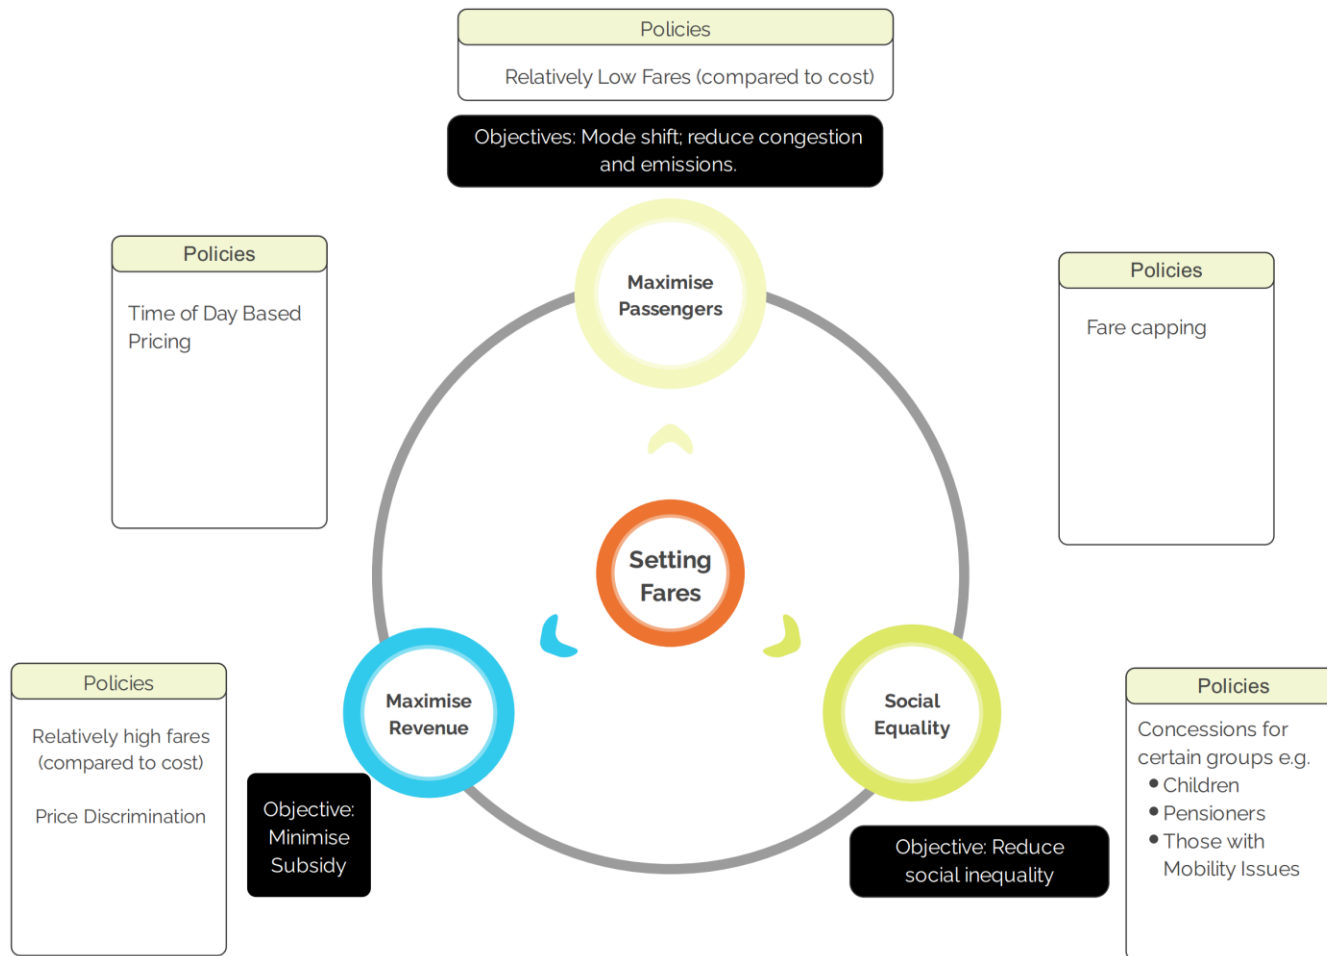 Policies
Relatively Low Fares (compared to cost)
Objectives: Mode shift; reduce congestion
and emissions.
Policies
Time of Day Based
Pricing
Maximise
Passengers
Policies
Fare capping
Setting
Fares
Policies
Relatively high fares
(compared to cost)
Price Discrimination
Maximise
Revenue
Objective:
Minimise
Subsidy
Social
Equality
Objective: Reduce
social inequality
Policies
Concessions for
certain groups e.g.
• Children
• Pensioners
• Those with
Mobility Issues